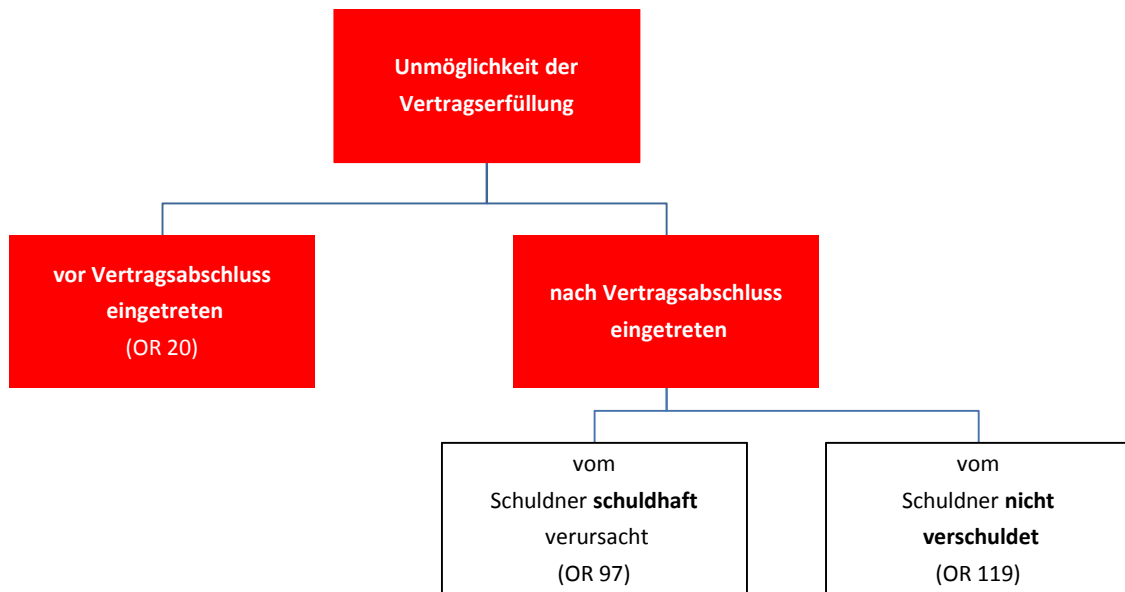 Unmöglichkeit der
Vertragserfüllung
vor Vertragsabschluss
eingetreten
(OR 20)
nach Vertragsabschluss
eingetreten
vom
Schuldner schuldhaft
verursacht
(OR 97)
vom
Schuldner nicht
verschuldet
(OR 119)